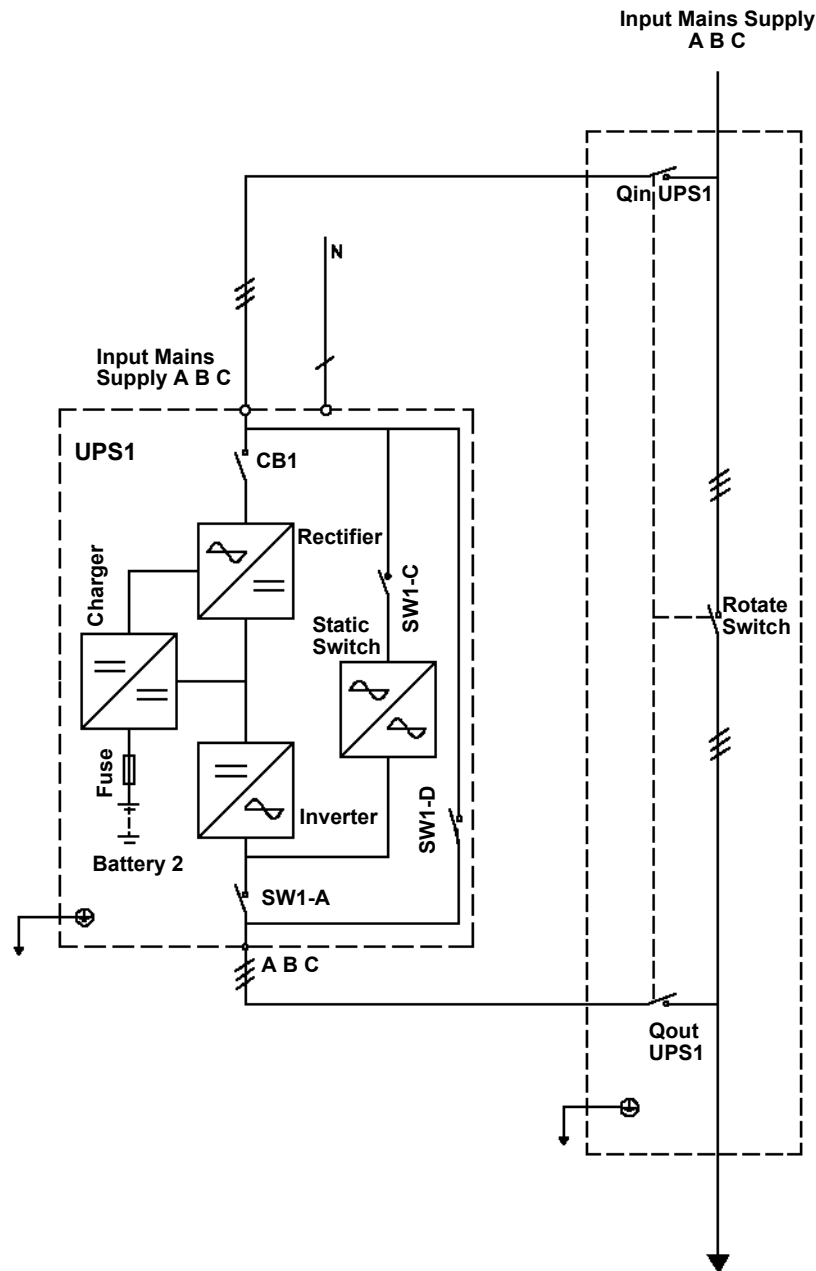 Input Mains Supply
A B C
Qin UPS1
N
Input Mains
Supply A B C
UPS1
CB1
Rectifier
Charger
SW1-C
Static
Switch
Rotate
Switch
Fuse
Inverter
SW1-D
Battery 2
SW1-A
A B C
Qout
UPS1